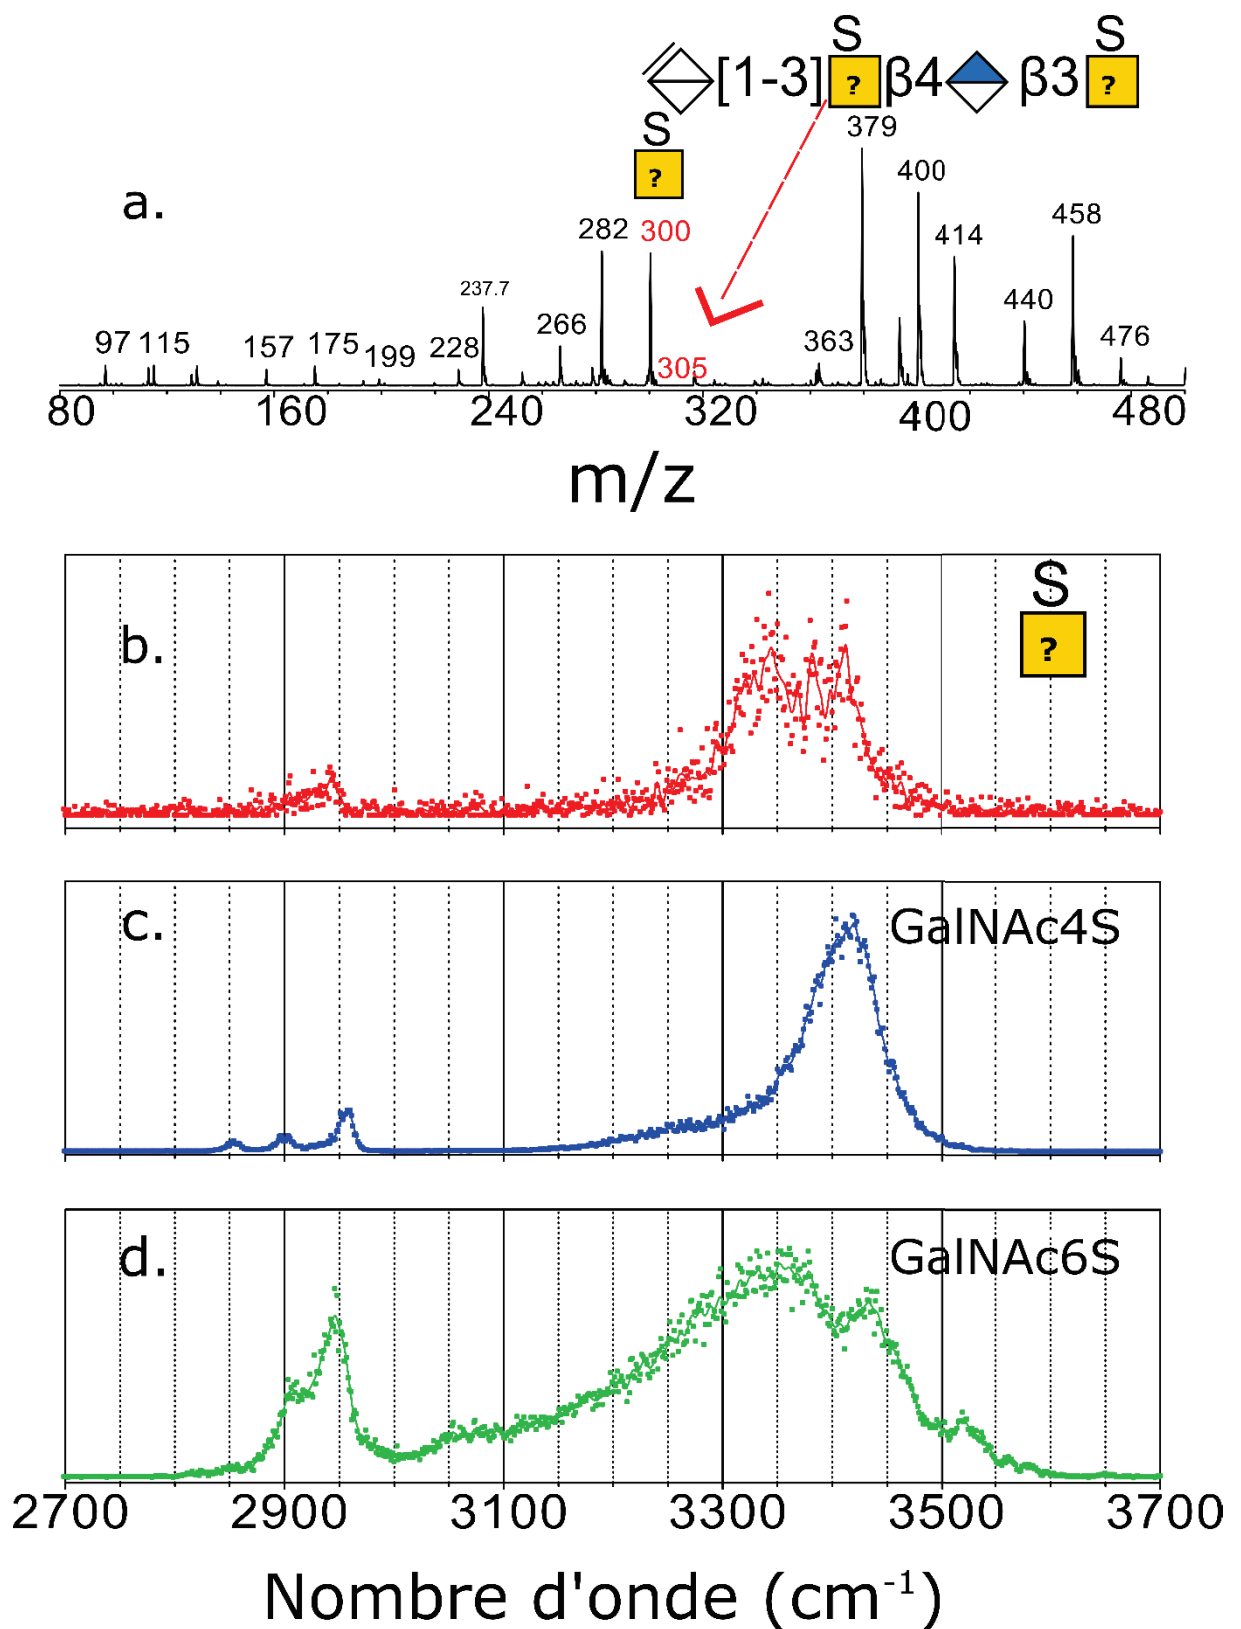 S S
[1-3] ? β4 β3 ?
S
?
a.
379
400
458
414
282 300
237.7
440
266
476
363
97 115 157 175 199 228
305
80 160 240 320 400 480
m/z
b.
S
?
c.
GalNAc4S
d.
GalNAc6S
2700 2900 3100 3300 3500 3700
Nombre d'onde (cm⁻¹)